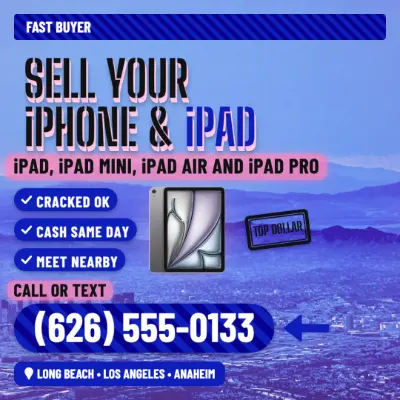 FAST BUYER
SELL YOUR
iPHONE & iPAD
iPAD, iPAD MINI, iPAD AIR AND iPAD PRO
CRACKED OK
CASH SAME DAY
MEET NEARBY
TOP DOLLAR
CALL OR TEXT
(626) 555-0133
LONG BEACH • LOS ANGELES • ANAHEIM